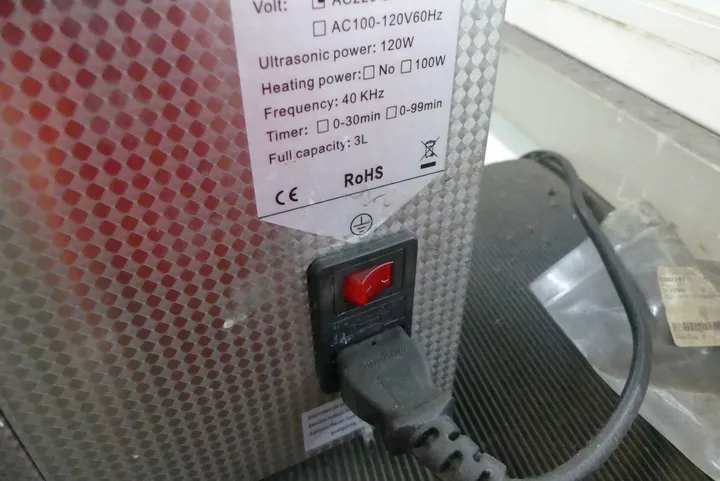 Volt: ☐ AC220-
☐ AC100-120V60Hz
Ultrasonic power: 120W
Heating power: ☐ No ☐ 100W
Frequency: 40 KHz
Timer: ☐ 0-30min ☐ 0-99min
Full capacity: 3L
CE RoHS